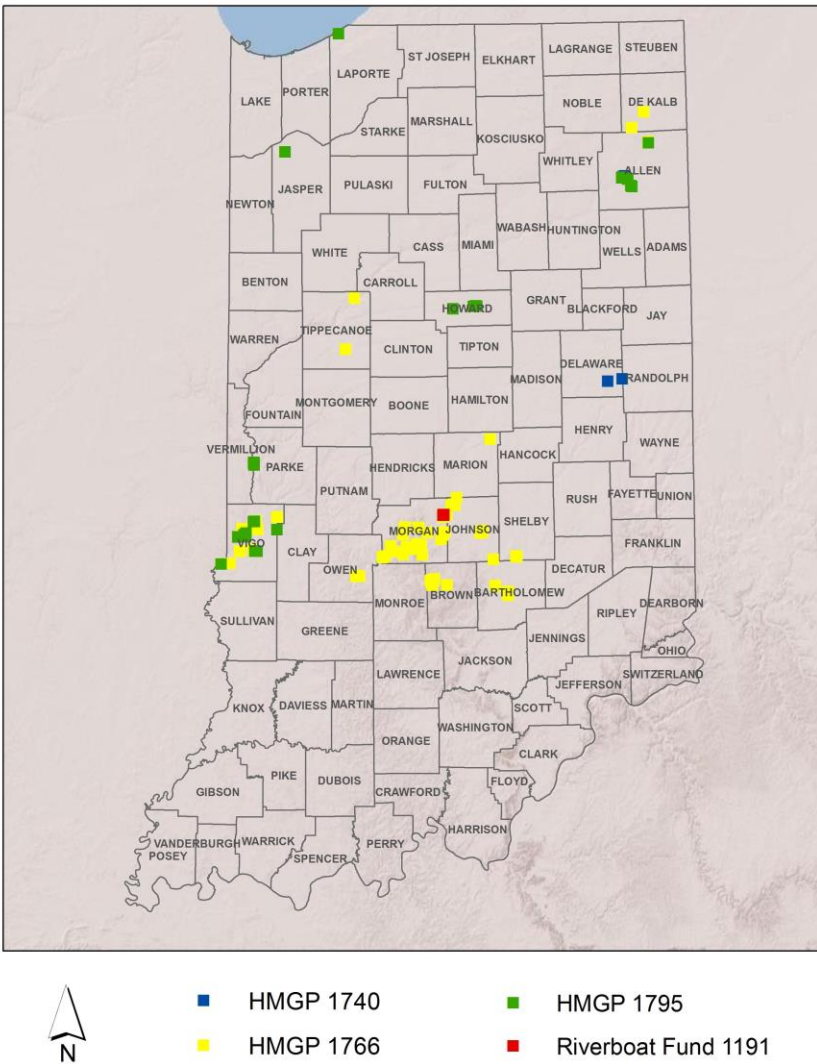 LAGRANGE STEUBEN
ST JOSEPH ELKHART
LAPORTE
PORTER
LAKE
NOBLE DE KALB
MARSHALL
STARKE
KOSCIUSKO
WHITLEY
ALLEN
JASPER PULASKI FULTON
NEWTON
WABASH HUNTINGTON
CASS MIAMI
WHITE
WELLS ADAMS
BENTON
CARROLL
GRANT
HOWARD
BLACKFORD
JAY
TIPPECANOE
WARREN
CLINTON
TIPTON
DELAWARE
MADISON
RANDOLPH
MONTGOMERY
BOONE
HAMILTON
FOUNTAIN
HENRY
VERMILLION
WAYNE
PARKE
HENDRICKS
MARION
HANCOCK
PUTNAM
RUSH
FAYETTE
UNION
MORGAN
JOHNSON
SHELBY
VIGO
CLAY
FRANKLIN
OWEN
DECATUR
BROWN
BARTHOLOMEW
MONROE
DEARBORN
RIPLEY
SULLIVAN
GREENE
JENNINGS
OHIO
JACKSON
LAWRENCE
SWITZERLAND
JEFFERSON
KNOX
DAVIESS
MARTIN
SCOTT
WASHINGTON
ORANGE
CLARK
PIKE
DUBOIS
FLOYD
GIBSON
CRAWFORD
HARRISON
VANDERBURGH
WARRICK
PERRY
POSEY
SPENCER
N
HMGP 1740
HMGP 1795
HMGP 1766
Riverboat Fund 1191